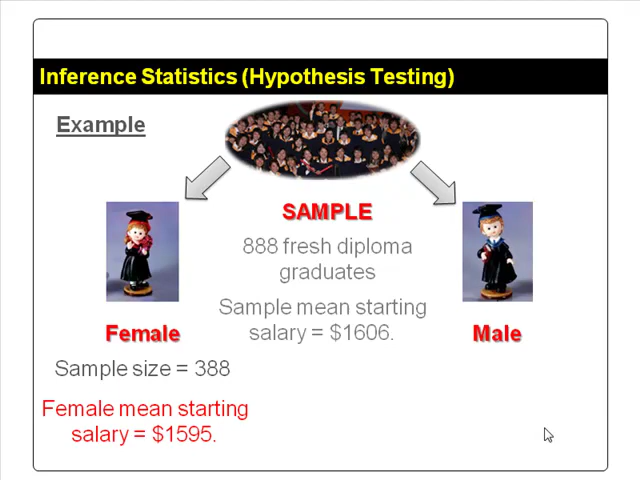 Inference Statistics (Hypothesis Testing)
Example
SAMPLE
888 fresh diploma
graduates
Sample mean starting
salary = $1606.
Female
Male
Sample size = 388
Female mean starting
salary = $1595.